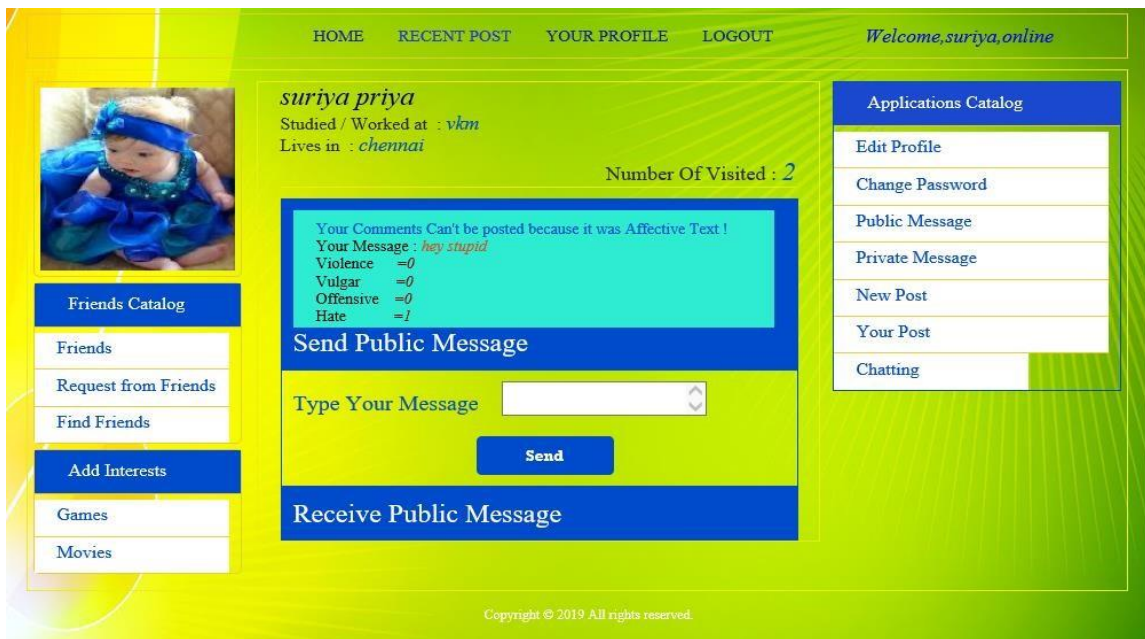 HOME RECENT POST YOUR PROFILE LOGOUT Welcome,suriya,online
suriya priya
Studied / Worked at : vkm
Lives in : chennai
Number Of Visited : 2
Your Comments Can't be posted because it was Affective Text !
Your Message : hey stupid
Violence =0
Vulgar =0
Offensive =0
Hate =1
Send Public Message
Type Your Message
Send
Receive Public Message
Friends Catalog
Friends
Request from Friends
Find Friends
Add Interests
Games
Movies
Applications Catalog
Edit Profile
Change Password
Public Message
Private Message
New Post
Your Post
Chatting
Copyright © 2019 All rights reserved.